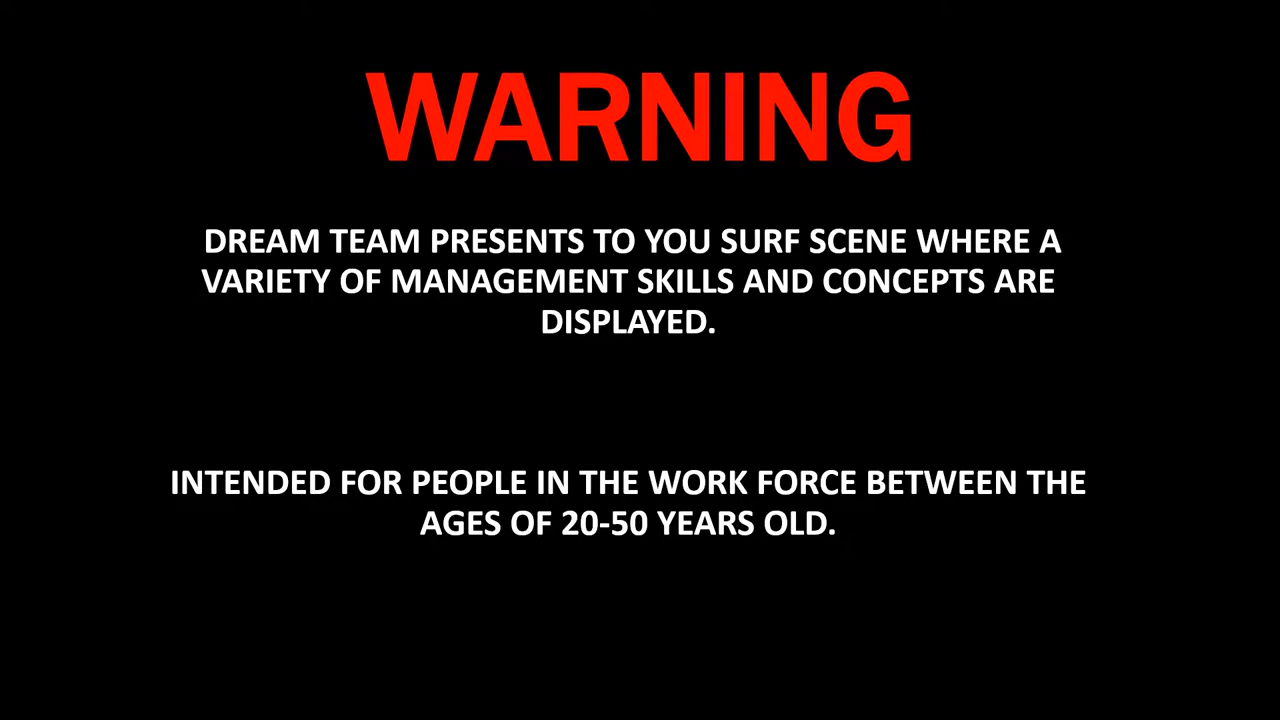 WARNING
DREAM TEAM PRESENTS TO YOU SURF SCENE WHERE A
VARIETY OF MANAGEMENT SKILLS AND CONCEPTS ARE
DISPLAYED.
INTENDED FOR PEOPLE IN THE WORK FORCE BETWEEN THE
AGES OF 20-50 YEARS OLD.